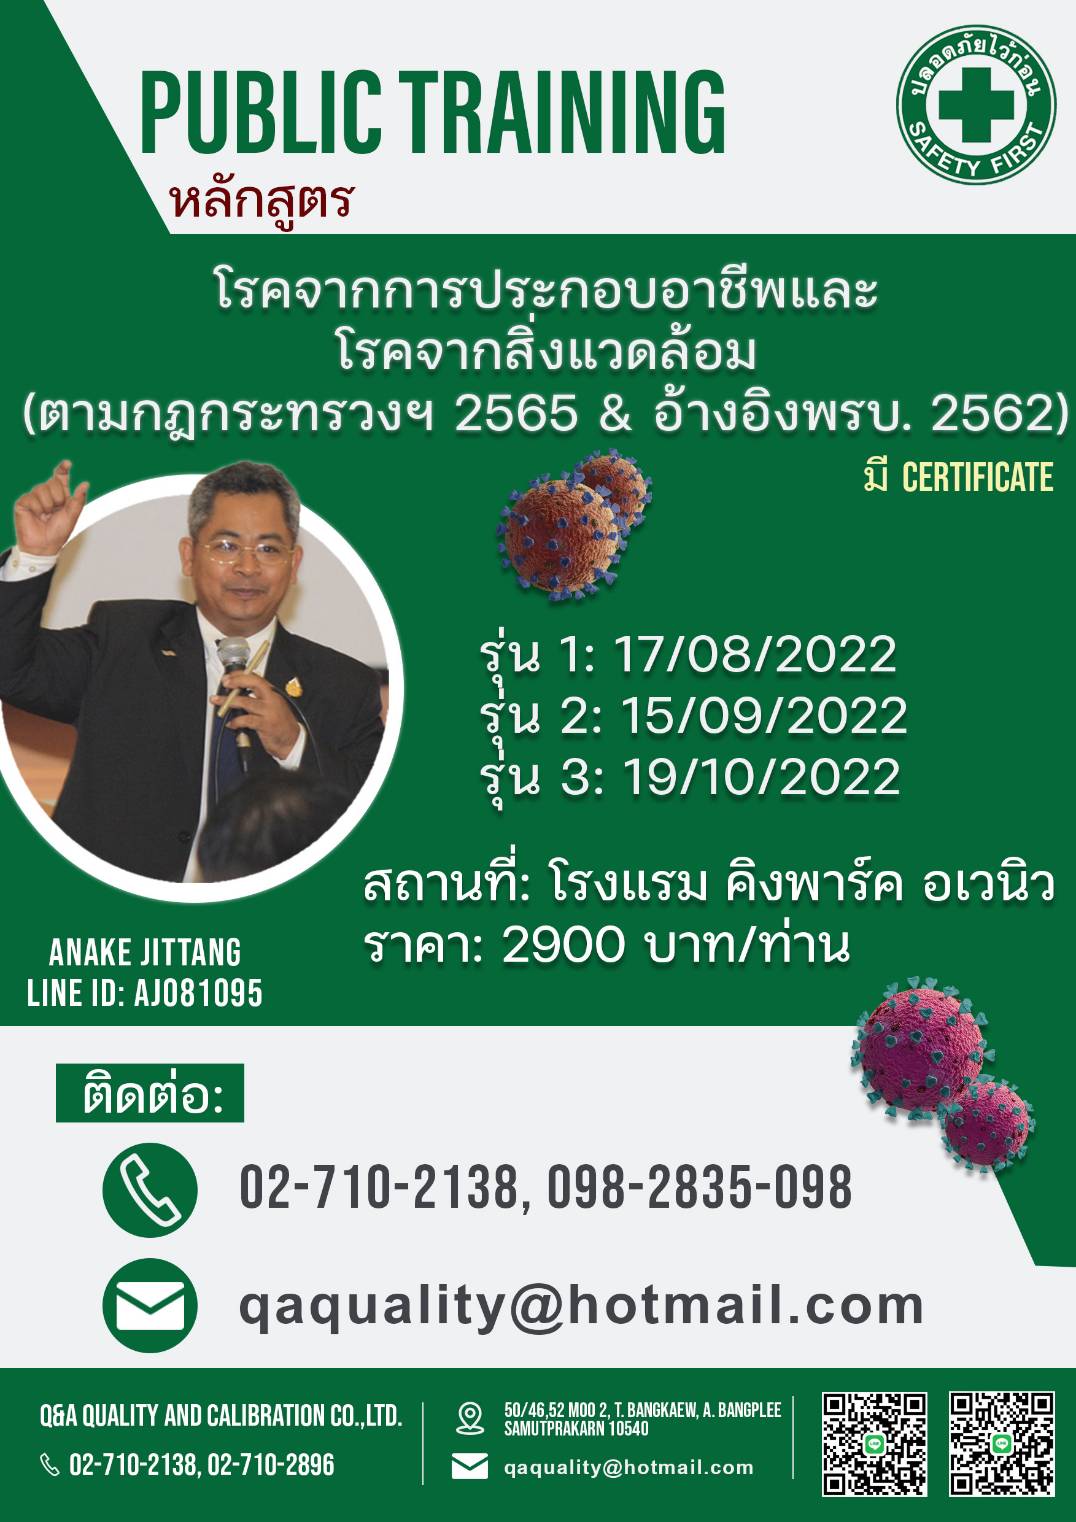 PUBLIC TRAINING
หลักสูตร
ปลอดภัยไว้ก่อน
SAFETY FIRST
โรคจากการประกอบอาชีพและ
โรคจากสิ่งแวดล้อม
(ตามกฎกระทรวงฯ 2565 & อ้างอิงพรบ. 2562)
มี CERTIFICATE
รุ่น 1: 17/08/2022
รุ่น 2: 15/09/2022
รุ่น 3: 19/10/2022
สถานที่: โรงแรม คิงพาร์ค อเวนิว
ราคา: 2900 บาท/ท่าน
ANAKE JITTANG
LINE ID: AJ081095
ติดต่อ:
02-710-2138, 098-2835-098
qaquality@hotmail.com
Q&A QUALITY AND CALIBRATION CO.,LTD.
02-710-2138, 02-710-2896
50/46,52 MOO 2, T. BANGKAEW, A. BANGPLEE
SAMUTPRAKARN 10540
qaquality@hotmail.com